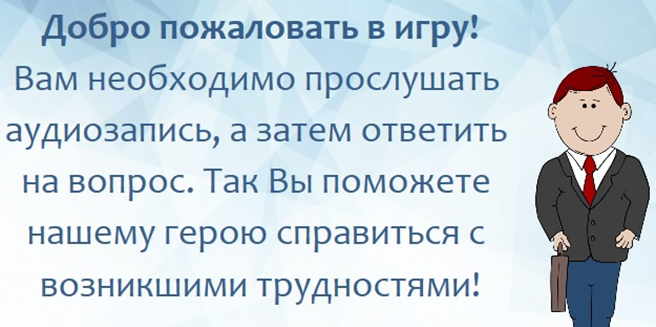 Добро пожаловать в игру!
Вам необходимо прослушать
аудиозапись, а затем ответить
на вопрос. Так Вы поможете
нашему герою справиться с
возникшими трудностями!